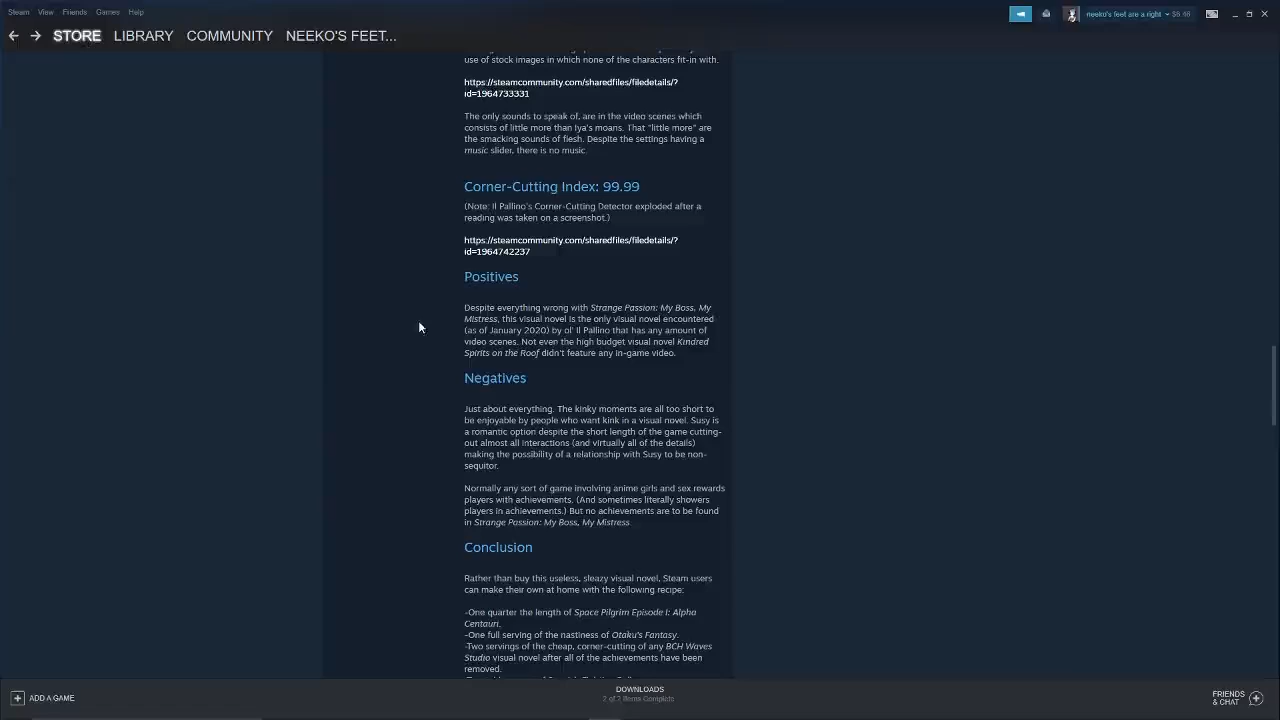 Steam View Friends Games Help
neeko's feet are a right $8.46
STORE LIBRARY COMMUNITY NEEKO'S FEET...
use of stock images in which none of the characters fit-in with.
https://steamcommunity.com/sharedfiles/filedetails/?
id=1964733331
The only sounds to speak of, are in the video scenes which
consists of little more than Iya's moans. That "little more" are
the smacking sounds of flesh. Despite the settings having a
music slider, there is no music.
Corner-Cutting Index: 99.99
(Note: Il Pallino's Corner-Cutting Detector exploded after a
reading was taken on a screenshot.)
https://steamcommunity.com/sharedfiles/filedetails/?
id=1964742237
Positives
Despite everything wrong with Strange Passion: My Boss, My
Mistress, this visual novel is the only visual novel encountered
(as of January 2020) by ol' Il Pallino that has any amount of
video scenes. Not even the high budget visual novel Kindred
Spirits on the Roof didn't feature any in-game video.
Negatives
Just about everything. The kinky moments are all too short to
be enjoyable by people who want kink in a visual novel. Susy is
a romantic option despite the short length of the game cutting-
out almost all interactions (and virtually all of the details)
making the possibility of a relationship with Susy to be non-
sequitor.
Normally any sort of game involving anime girls and sex rewards
players with achievements. (And sometimes literally showers
players in achievements.) But no achievements are to be found
in Strange Passion: My Boss, My Mistress
Conclusion
Rather than buy this useless, sleazy visual novel, Steam users
can make their own at home with the following recipe:
-One quarter the length of Space Pilgrim Episode I: Alpha
Centauri.
-One full serving of the nastiness of Otaku's Fantasy.
-Two servings of the cheap, corner-cutting of any BCH Waves
Studio visual novel after all of the achievements have been
removed.
ADD A GAME
DOWNLOADS
2 of 2 Items Complete
FRIENDS
& CHAT